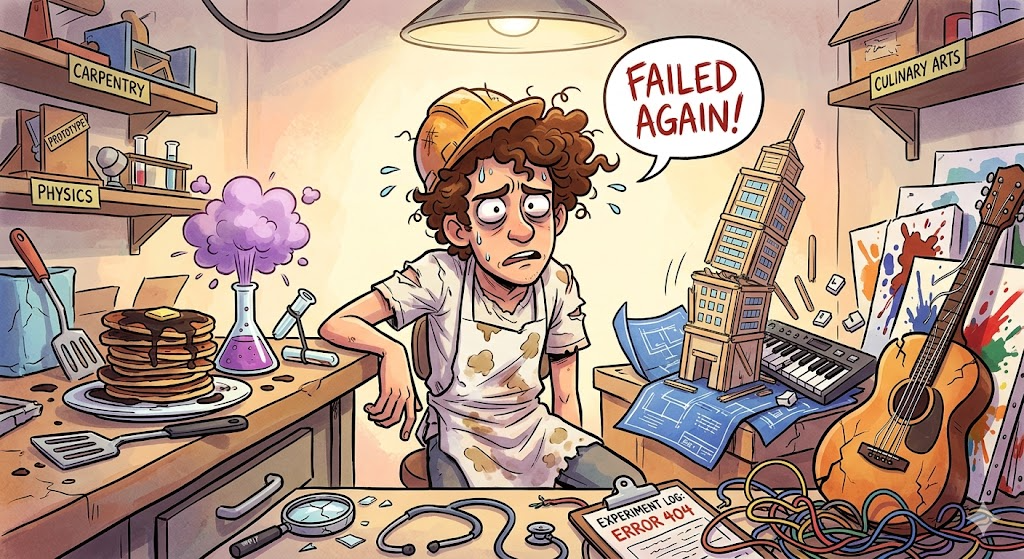 CARPENTRY
PROTOTYPE
PHYSICS
FAILED
AGAIN!
CULINARY ARTS
EXPERIMENT LOG:
ERROR 404